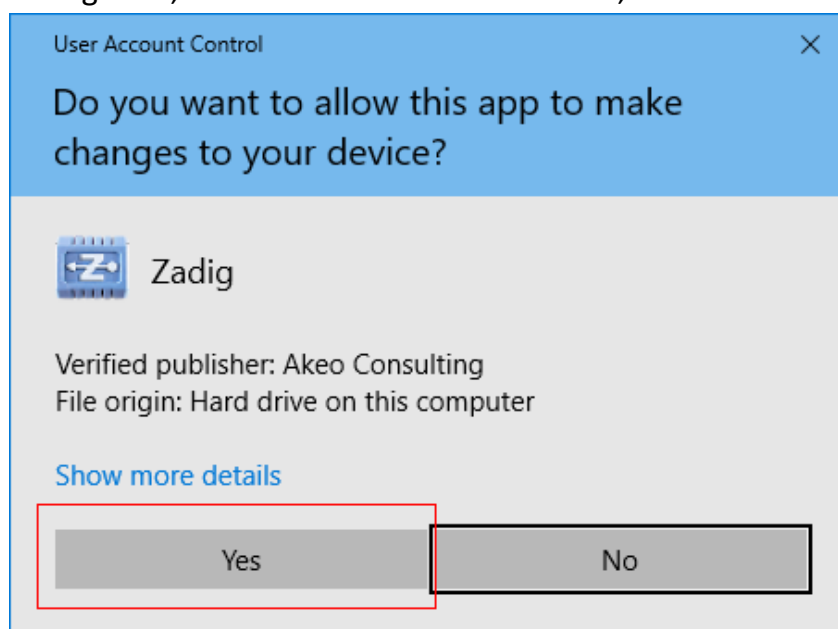 User Account Control
Do you want to allow this app to make
changes to your device?
Z
Zadig
Verified publisher: Akeo Consulting
File origin: Hard drive on this computer
Show more details
Yes
No